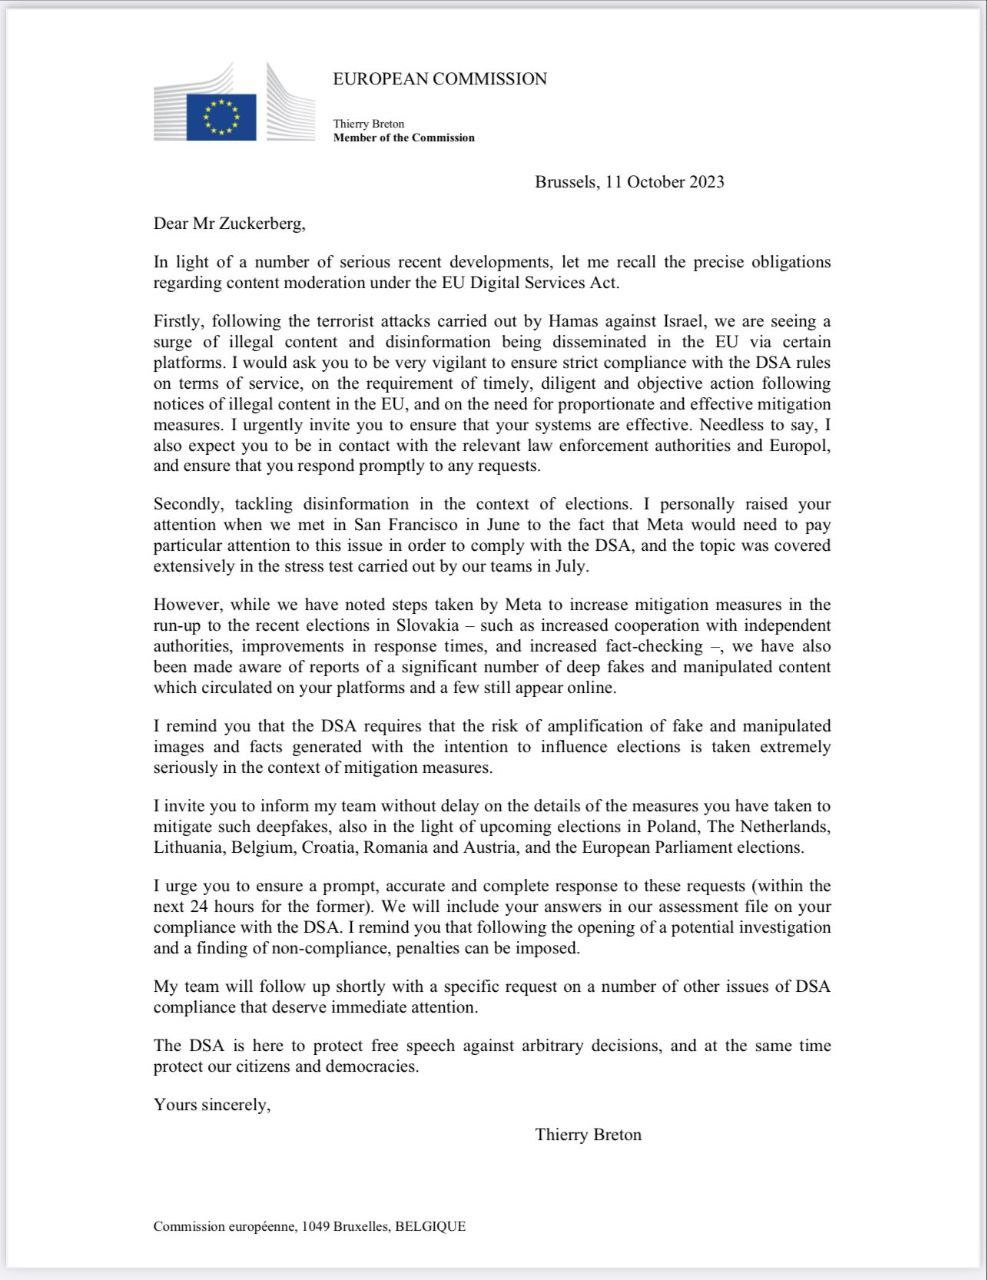 EUROPEAN COMMISSION
Thierry Breton
Member of the Commission
Brussels, 11 October 2023
Dear Mr Zuckerberg,
In light of a number of serious recent developments, let me recall the precise obligations
regarding content moderation under the EU Digital Services Act.
Firstly, following the terrorist attacks carried out by Hamas against Israel, we are seeing a
surge of illegal content and disinformation being disseminated in the EU via certain
platforms. I would ask you to be very vigilant to ensure strict compliance with the DSA rules
on terms of service, on the requirement of timely, diligent and objective action following
notices of illegal content in the EU, and on the need for proportionate and effective mitigation
measures. I urgently invite you to ensure that your systems are effective. Needless to say, I
also expect you to be in contact with the relevant law enforcement authorities and Europol,
and ensure that you respond promptly to any requests.
Secondly, tackling disinformation in the context of elections. I personally raised your
attention when we met in San Francisco in June to the fact that Meta would need to pay
particular attention to this issue in order to comply with the DSA, and the topic was covered
extensively in the stress test carried out by our teams in July.
However, while we have noted steps taken by Meta to increase mitigation measures in the
run-up to the recent elections in Slovakia – such as increased cooperation with independent
authorities, improvements in response times, and increased fact-checking –, we have also
been made aware of reports of a significant number of deep fakes and manipulated content
which circulated on your platforms and a few still appear online.
I remind you that the DSA requires that the risk of amplification of fake and manipulated
images and facts generated with the intention to influence elections is taken extremely
seriously in the context of mitigation measures.
I invite you to inform my team without delay on the details of the measures you have taken to
mitigate such deepfakes, also in the light of upcoming elections in Poland, The Netherlands,
Lithuania, Belgium, Croatia, Romania and Austria, and the European Parliament elections.
I urge you to ensure a prompt, accurate and complete response to these requests (within the
next 24 hours for the former). We will include your answers in our assessment file on your
compliance with the DSA. I remind you that following the opening of a potential investigation
and a finding of non-compliance, penalties can be imposed.
My team will follow up shortly with a specific request on a number of other issues of DSA
compliance that deserve immediate attention.
The DSA is here to protect free speech against arbitrary decisions, and at the same time
protect our citizens and democracies.
Yours sincerely,
Thierry Breton
Commission européenne, 1049 Bruxelles, BELGIQUE